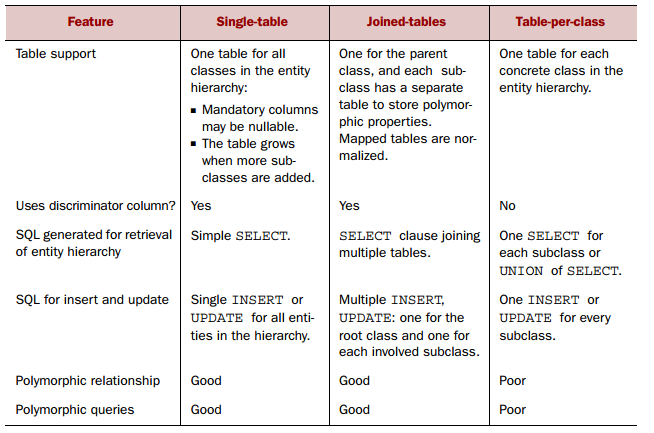 Feature Single-table Joined-tables Table-per-class
Table support
One table for all
classes in the entity
hierarchy:
■ Mandatory columns
may be nullable.
■ The table grows
when more sub-
classes are added.
One for the parent
class, and each sub-
class has a separate
table to store polymor-
phic properties.
Mapped tables are nor-
malized.
One table for each
concrete class in the
entity hierarchy.
Uses discriminator column? Yes Yes No
SQL generated for retrieval
of entity hierarchy
Simple SELECT.
SELECT clause joining
multiple tables.
One SELECT for
each subclass or
UNION of SELECT.
SQL for insert and update
Single INSERT or
UPDATE for all enti-
ties in the hierarchy.
Multiple INSERT,
UPDATE: one for the
root class and one for
each involved subclass.
One INSERT or
UPDATE for every
subclass.
Polymorphic relationship Good Good Poor
Polymorphic queries Good Good Poor